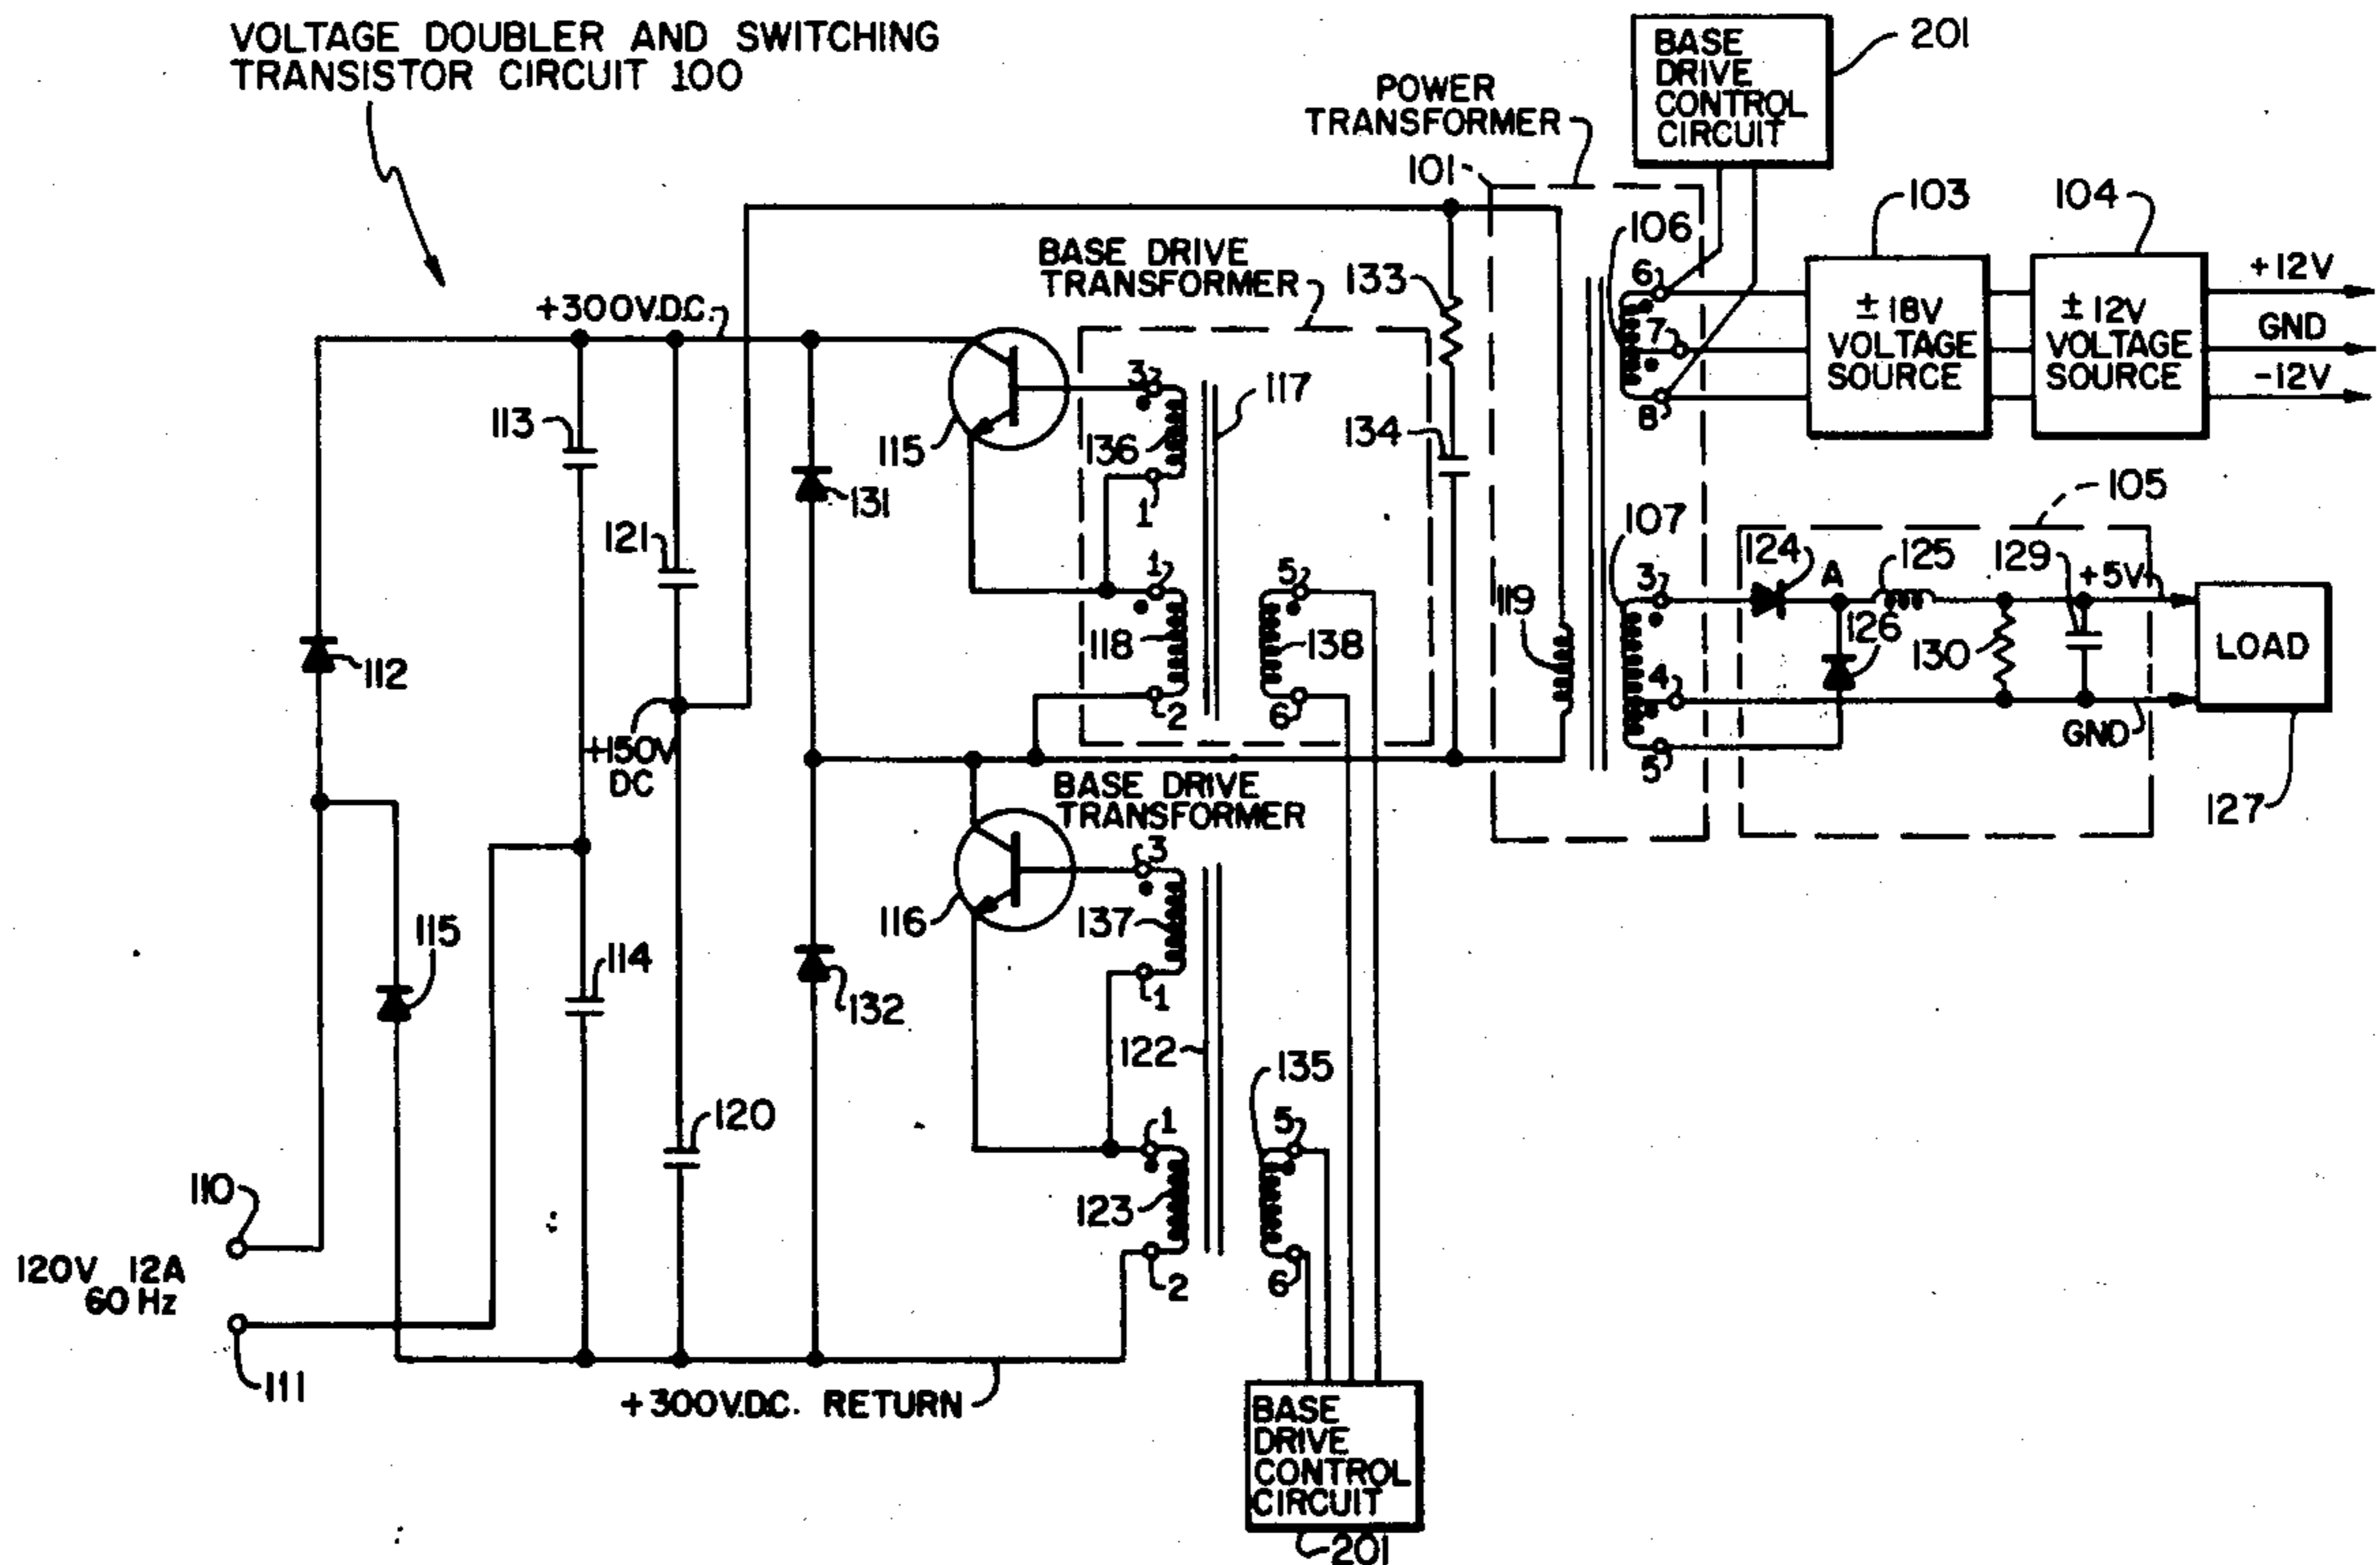 VOLTAGE DOUBLER AND SWITCHING
TRANSISTOR CIRCUIT 100
BASE
DRIVE
CONTROL
CIRCUIT
201
POWER
TRANSFORMER
101
103
104
106
6
7
8
± 18V
VOLTAGE
SOURCE
± 12V
VOLTAGE
SOURCE
+12V
GND
-12V
BASE DRIVE
TRANSFORMER
133
+300V.D.C.
113
115
3
136
1
117
134
131
121
112
1
118
2
5
138
6
119
107
3
4
5
105
124
A
125
129
+5V
126
130
GND
LOAD
127
+150V
DC
BASE DRIVE
TRANSFORMER
3
116
137
1
115
114
132
122
135
120
1
123
2
5
6
110
120V 12A
60 Hz
111
+300V.D.C. RETURN
BASE
DRIVE
CONTROL
CIRCUIT
201